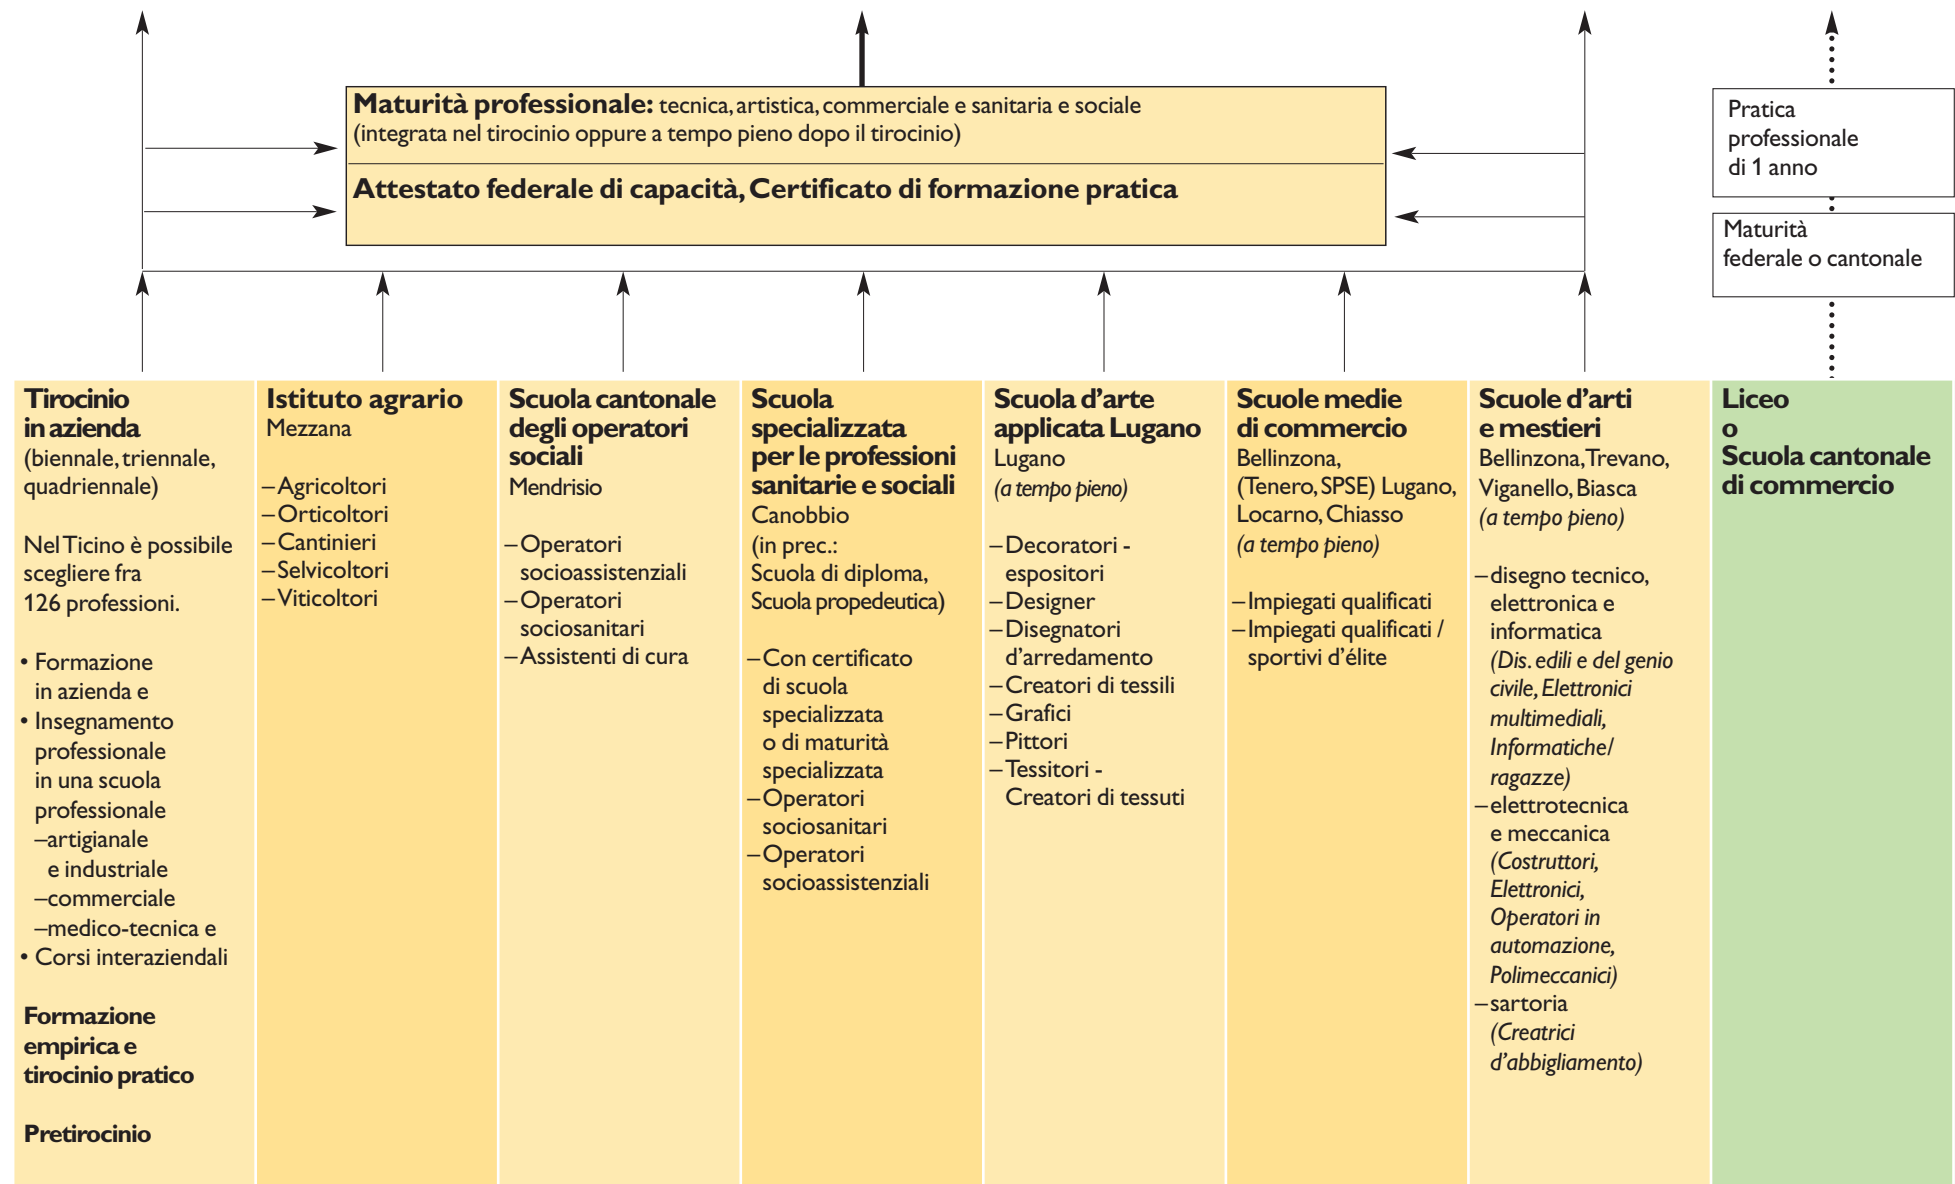 Maturità professionale: tecnica, artistica, commerciale e sanitaria e sociale
(integrata nel tirocinio oppure a tempo pieno dopo il tirocinio)
Attestato federale di capacità, Certificato di formazione pratica
Pratica
professionale
di 1 anno
Maturità
federale o cantonale
Tirocinio
in azienda
(biennale, triennale,
quadriennale)
Nel Ticino è possibile
scegliere fra
126 professioni.
• Formazione
in azienda e
• Insegnamento
professionale
in una scuola
professionale
–artigianale
e industriale
–commerciale
–medico-tecnica e
• Corsi interaziendali
Formazione
empirica e
tirocinio pratico
Pretirocinio
Istituto agrario
Mezzana
–Agricoltori
–Orticoltori
–Cantinieri
–Selvicoltori
–Viticoltori
Scuola cantonale
degli operatori
sociali
Mendrisio
–Operatori
socioassistenziali
–Operatori
sociosanitari
–Assistenti di cura
Scuola
specializzata
per le professioni
sanitarie e sociali
Canobbio
(in prec.:
Scuola di diploma,
Scuola propedeutica)
–Con certificato
di scuola
specializzata
o di maturità
specializzata
–Operatori
sociosanitari
–Operatori
socioassistenziali
Scuola d'arte
applicata Lugano
Lugano
(a tempo pieno)
–Decoratori -
espositori
–Designer
–Disegnatori
d'arredamento
–Creatori di tessili
–Grafici
–Pittori
–Tessitori -
Creatori di tessuti
Scuole medie
di commercio
Bellinzona,
(Tenero, SPSE) Lugano,
Locarno, Chiasso
(a tempo pieno)
–Impiegati qualificati
–Impiegati qualificati /
sportivi d'élite
Scuole d'arti
e mestieri
Bellinzona, Trevano,
Viganello, Biasca
(a tempo pieno)
–disegno tecnico,
elettronica e
informatica
(Dis. edili e del genio
civile, Elettronici
multimediali,
Informatiche/
ragazze)
–elettrotecnica
e meccanica
(Costruttori,
Elettronici,
Operatori in
automazione,
Polimeccanici)
–sartoria
(Creatrici
d'abbigliamento)
Liceo
o
Scuola cantonale
di commercio